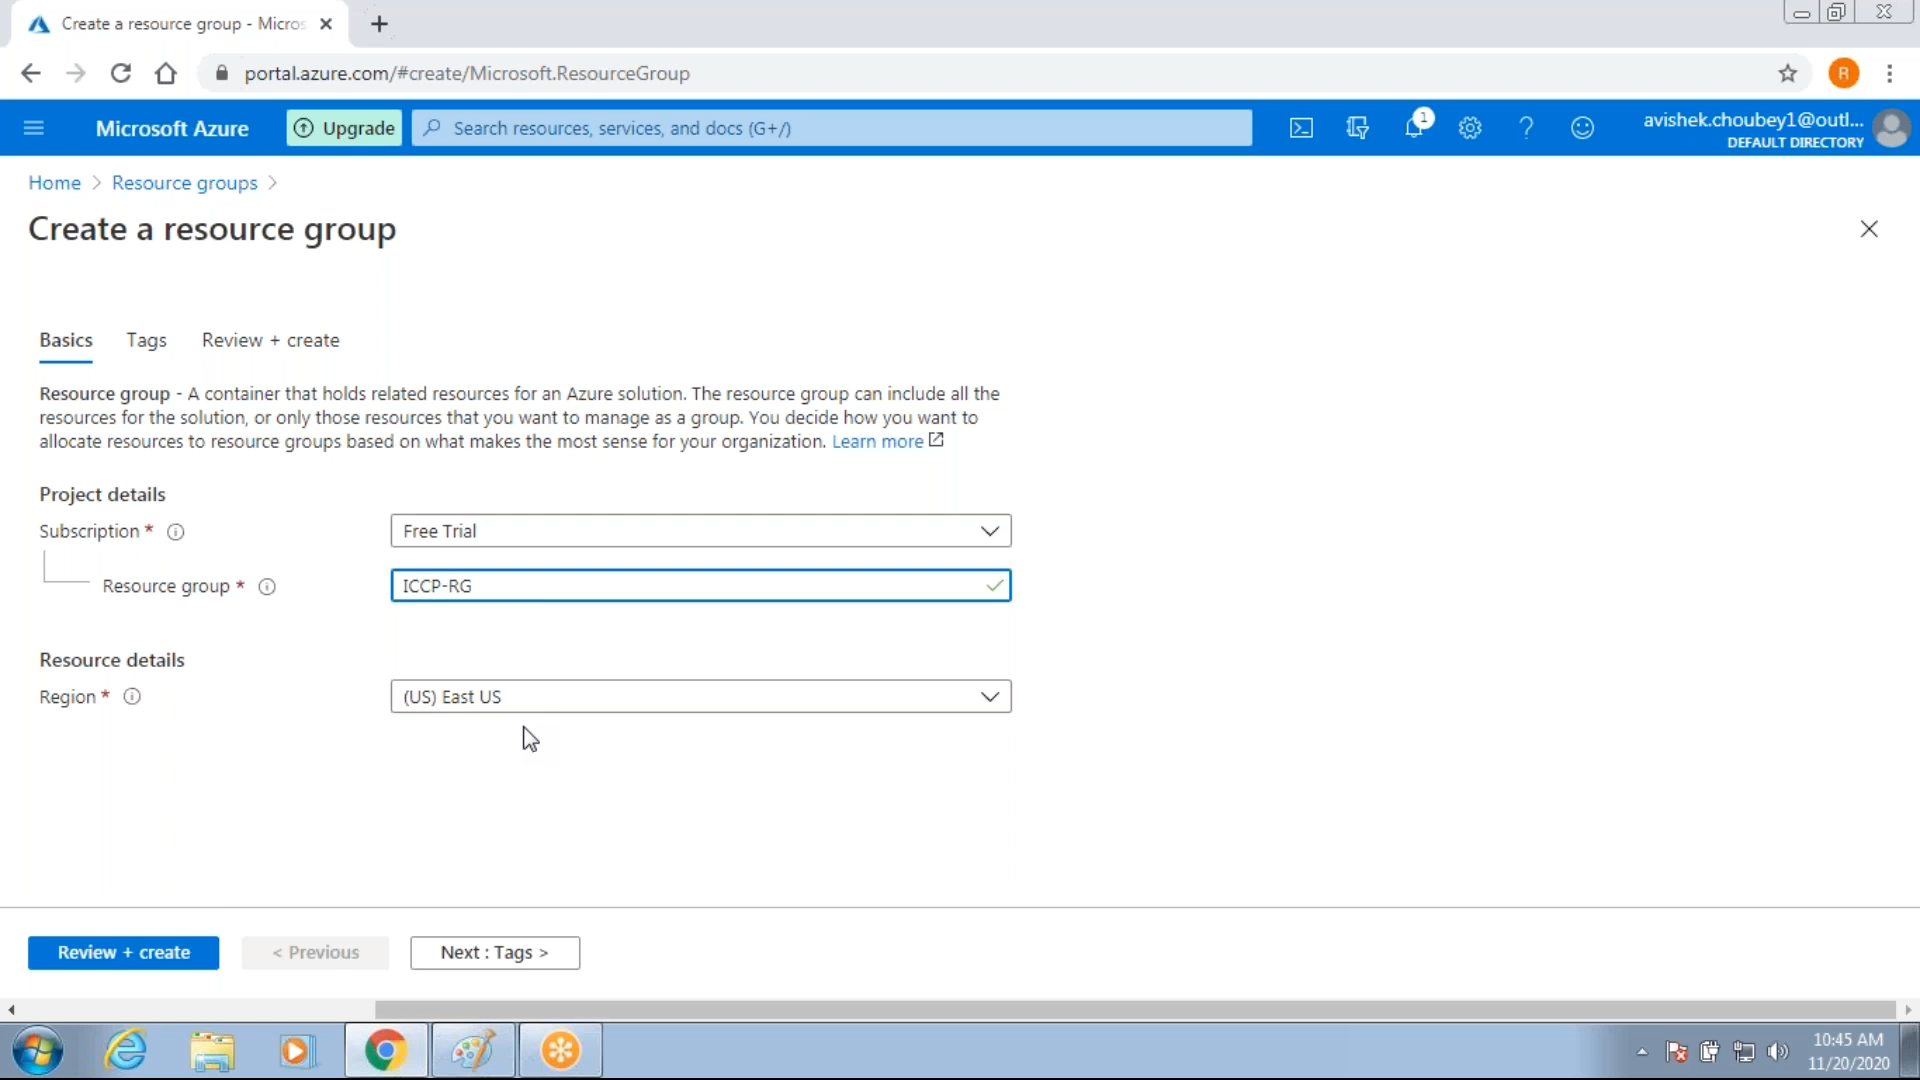 Create a resource group - Micros
portal.azure.com/#create/Microsoft.ResourceGroup
R
Microsoft Azure
Upgrade
Search resources, services, and docs (G+/)
1
avishek.choubey1@outl...
DEFAULT DIRECTORY
Home > Resource groups >
Create a resource group
Basics
Tags
Review + create
Resource group - A container that holds related resources for an Azure solution. The resource group can include all the
resources for the solution, or only those resources that you want to manage as a group. You decide how you want to
allocate resources to resource groups based on what makes the most sense for your organization. Learn more
Project details
Subscription *
Free Trial
Resource group *
ICCP-RG
Resource details
Region *
(US) East US
Review + create
< Previous
Next : Tags >
10:45 AM
11/20/2020